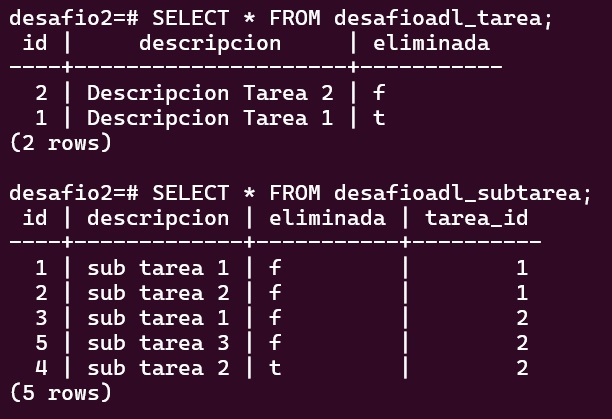 desafio2=# SELECT * FROM desafioadl_tarea;
 id |     descripcion     | eliminada
----+---------------------+-----------
  2 | Descripcion Tarea 2 | f
  1 | Descripcion Tarea 1 | t
(2 rows)

desafio2=# SELECT * FROM desafioadl_subtarea;
 id | descripcion | eliminada | tarea_id
----+-------------+-----------+----------
  1 | sub tarea 1 | f         |        1
  2 | sub tarea 2 | f         |        1
  3 | sub tarea 1 | f         |        2
  5 | sub tarea 3 | f         |        2
  4 | sub tarea 2 | t         |        2
(5 rows)